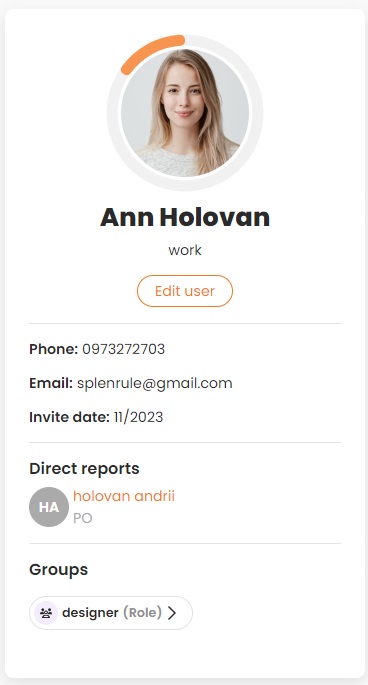 Ann Holovan
work
Edit user
Phone: 0973272703
Email: splenrule@gmail.com
Invite date: 11/2023
Direct reports
HA holovan andrii
PO
Groups
designer (Role)